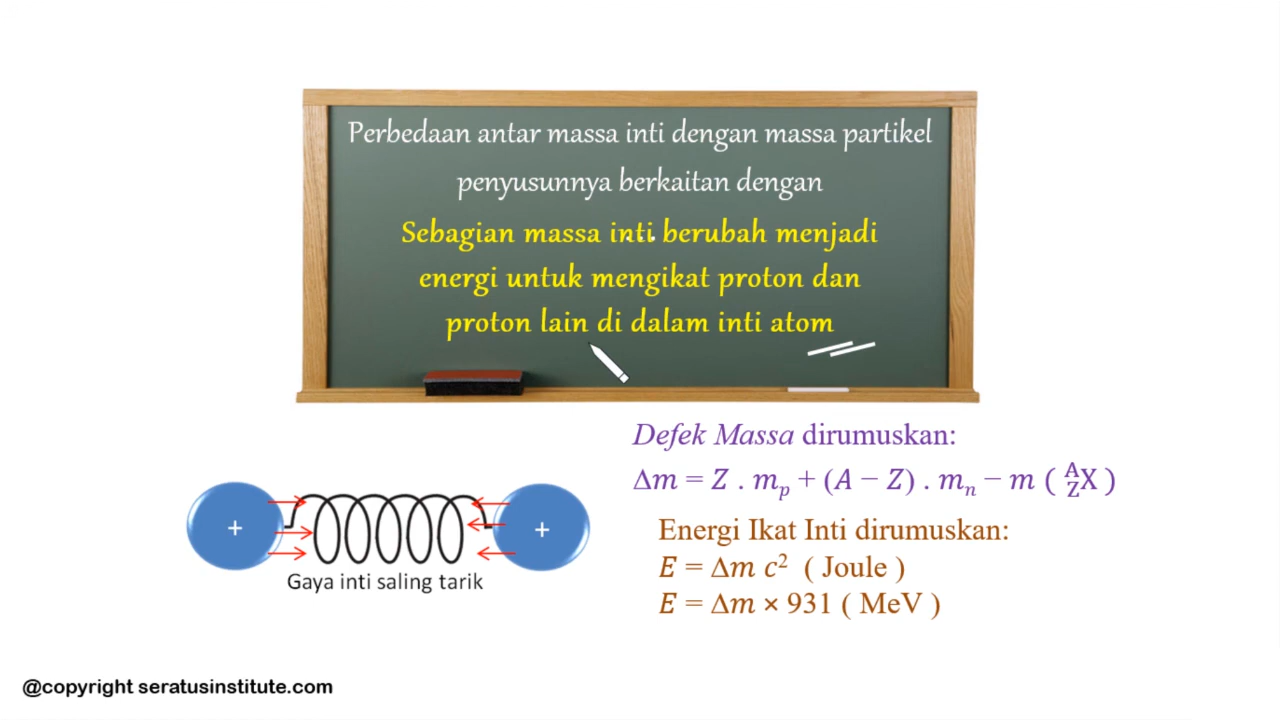 Perbedaan antar massa inti dengan massa partikel
penyusunnya berkaitan dengan
...
Sebagian massa inti berubah menjadi
energi untuk mengikat proton dan
proton lain di dalam inti atom
Defek Massa dirumuskan:
Δm = Z . mₚ + (A − Z) . mₙ − m ( ᴬ_Z X )
Energi Ikat Inti dirumuskan:
E = Δm c² ( Joule )
E = Δm × 931 ( MeV )
+
+
Gaya inti saling tarik
@copyright seratusinstitute.com